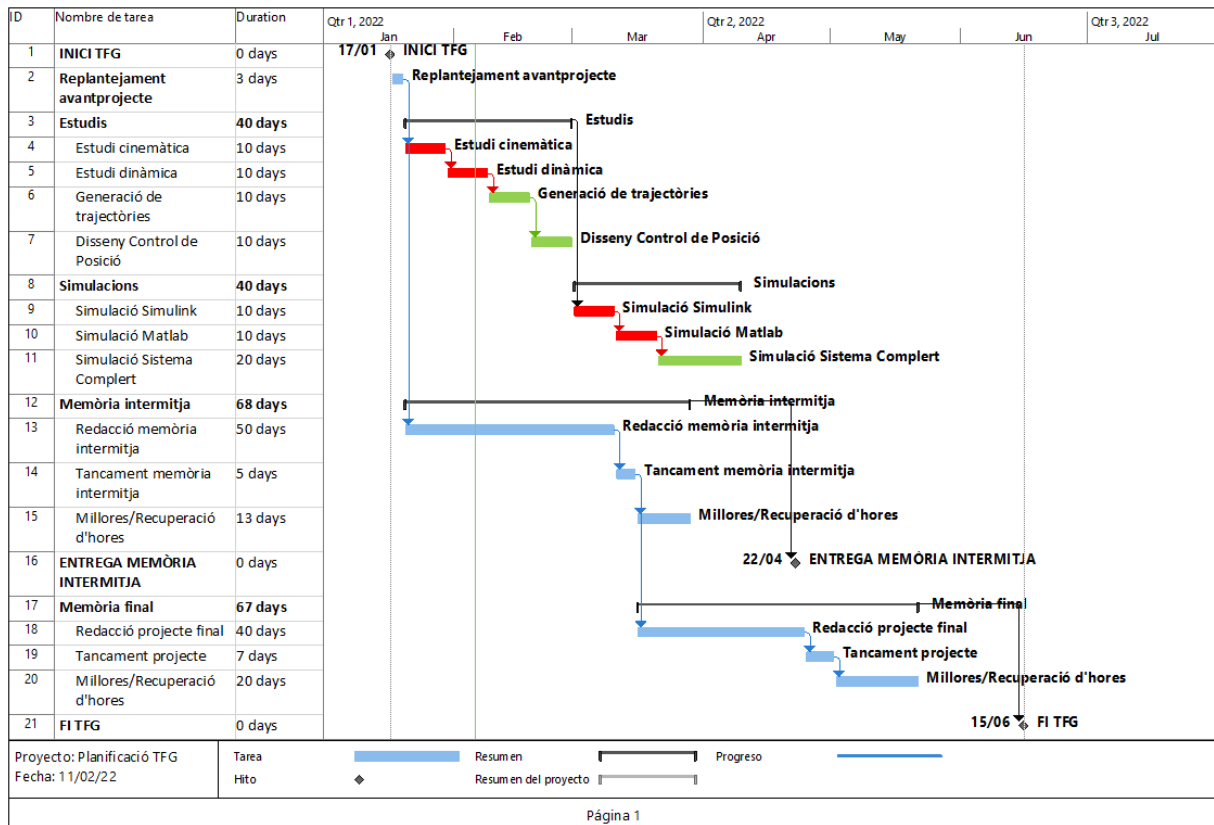 ID Nombre de tarea Duration Qtr 1, 2022 Qtr 2, 2022 Qtr 3, 2022
Jan Feb Mar Apr May Jun Jul
1 INICI TFG 0 days 17/01 INICI TFG
2 Replantejament 3 days Replantejament avantprojecte
avantprojecte
3 Estudis 40 days Estudis
4 Estudi cinemàtica 10 days Estudi cinemàtica
5 Estudi dinàmica 10 days Estudi dinàmica
6 Generació de 10 days Generació de trajectòries
trajectòries
7 Disseny Control de 10 days Disseny Control de Posició
Posició
8 Simulacions 40 days Simulacions
9 Simulació Simulink 10 days Simulació Simulink
10 Simulació Matlab 10 days Simulació Matlab
11 Simulació Sistema 20 days Simulació Sistema Complert
Complert
12 Memòria intermitja 68 days Memòria intermitja
13 Redacció memòria 50 days Redacció memòria intermitja
intermitja
14 Tancament memòria 5 days Tancament memòria intermitja
intermitja
15 Millores/Recuperació 13 days Millores/Recuperació d'hores
d'hores
16 ENTREGA MEMÒRIA 0 days 22/04 ENTREGA MEMÒRIA INTERMITJA
INTERMITJA
17 Memòria final 67 days Memòria final
18 Redacció projecte final 40 days Redacció projecte final
19 Tancament projecte 7 days Tancament projecte
20 Millores/Recuperació 20 days Millores/Recuperació d'hores
d'hores
21 FI TFG 0 days 15/06 FI TFG
Proyecto: Planificació TFG Tarea Resumen Progreso
Fecha: 11/02/22 Hito Resumen del proyecto
Página 1